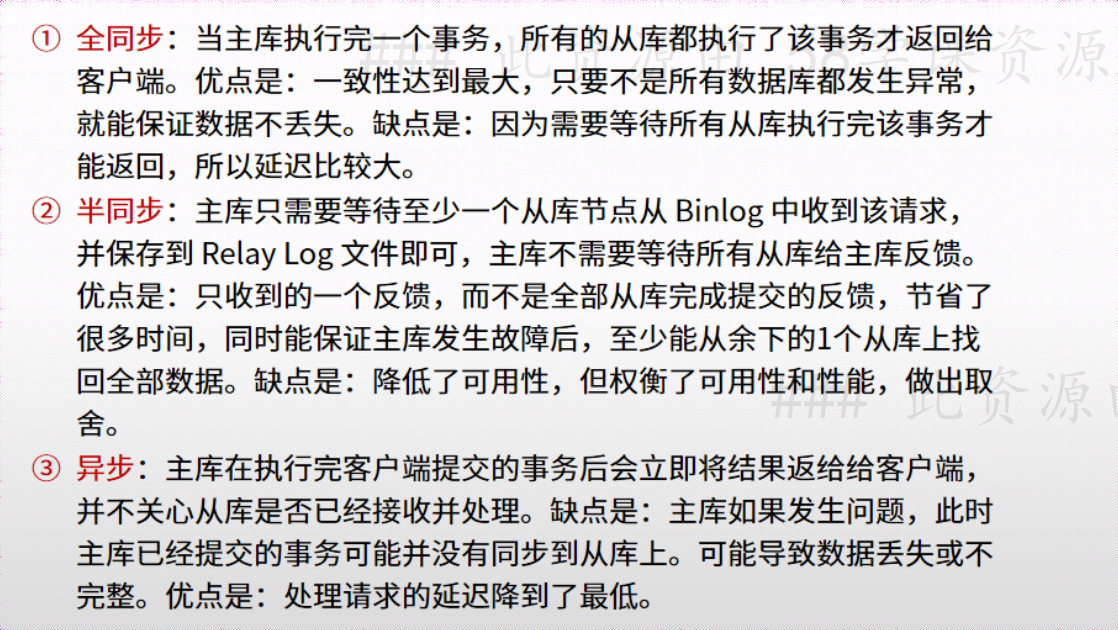 ① 全同步：当主库执行完一个事务，所有的从库都执行了该事务才返回给
客户端。优点是：一致性达到最大，只要不是所有数据库都发生异常，
就能保证数据不丢失。缺点是：因为需要等待所有从库执行完该事务才
能返回，所以延迟比较大。
② 半同步：主库只需要等待至少一个从库节点从 Binlog 中收到该请求，
并保存到 Relay Log 文件即可，主库不需要等待所有从库给主库反馈。
优点是：只收到的一个反馈，而不是全部从库完成提交的反馈，节省了
很多时间，同时能保证主库发生故障后，至少能从余下的1个从库上找
回全部数据。缺点是：降低了可用性，但权衡了可用性和性能，做出取
舍。
③ 异步：主库在执行完客户端提交的事务后会立即将结果返给给客户端，
并不关心从库是否已经接收并处理。缺点是：主库如果发生问题，此时
主库已经提交的事务可能并没有同步到从库上。可能导致数据丢失或不
完整。优点是：处理请求的延迟降到了最低。
### 此资源由 58学课资源
### 此资源由